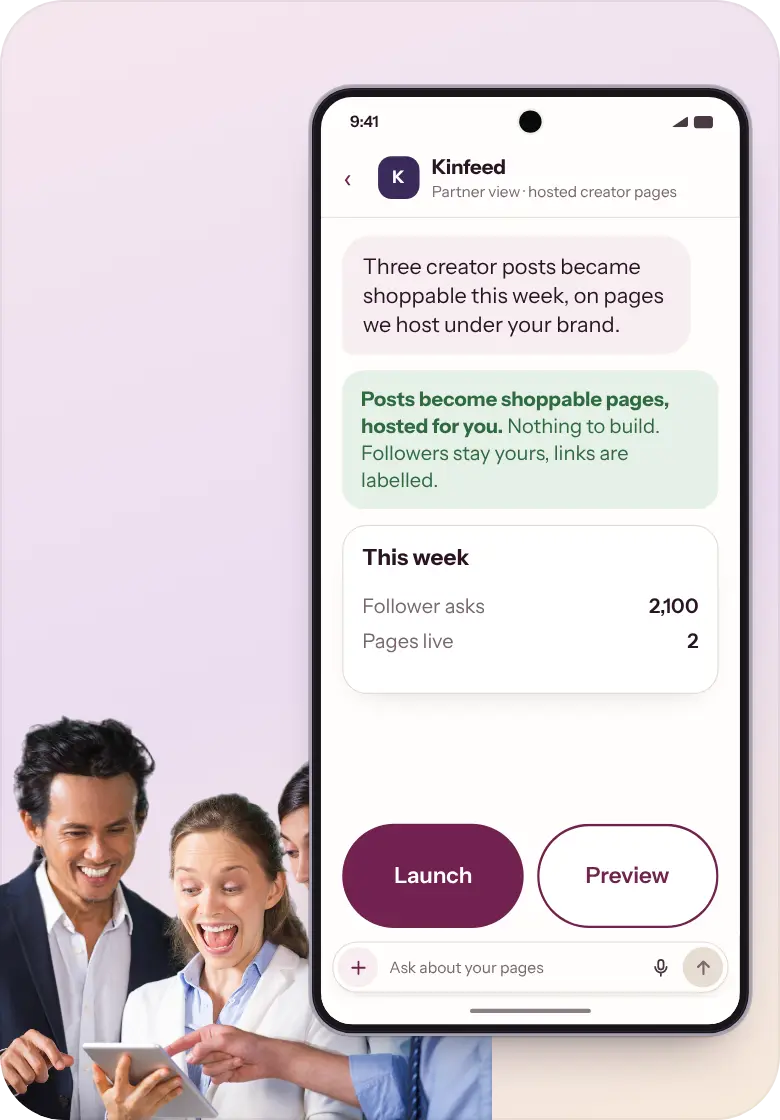 9:41
‹
K
Kinfeed
Partner view · hosted creator pages
Three creator posts became
shoppable this week, on pages
we host under your brand.
Posts become shoppable pages,
hosted for you. Nothing to build.
Followers stay yours, links are
labelled.
This week
Follower asks 2,100
Pages live 2
Launch Preview
+ Ask about your pages